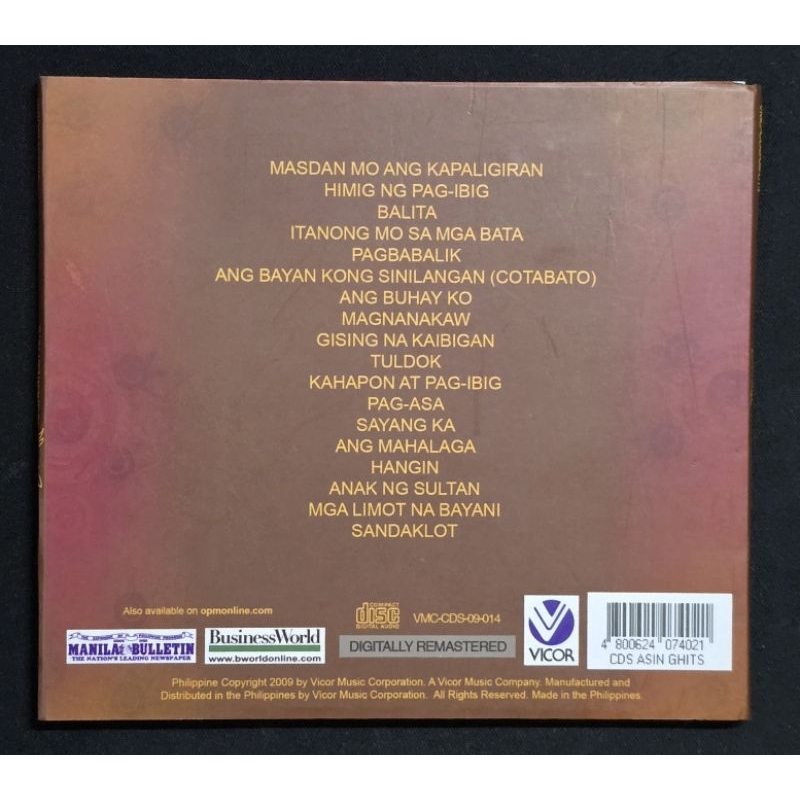 MASDAN MO ANG KAPALIGIRAN
HIMIG NG PAG-IBIG
BALITA
ITANONG MO SA MGA BATA
PAGBABALIK
ANG BAYAN KONG SINILANGAN (COTABATO)
ANG BUHAY KO
MAGNANAKAW
GISING NA KAIBIGAN
TULDOK
KAHAPON AT PAG-IBIG
PAG-ASA
SAYANG KA
ANG MAHALAGA
HANGIN
ANAK NG SULTAN
MGA LIMOT NA BAYANI
SANDAKLOT
Also available on opmonline.com
COMPACT
disc
DIGITAL AUDIO
VMC-CDS-09-014
MANILA BULLETIN
THE NATION'S LEADING NEWSPAPER
BusinessWorld
www.bworldonline.com
DIGITALLY REMASTERED
VICOR
4 800624 074021
CDS ASIN GHITS
Philippine Copyright 2009 by Vicor Music Corporation. A Vicor Music Company. Manufactured and
Distributed in the Philippines by Vicor Music Corporation. All Rights Reserved. Made in the Philippines.